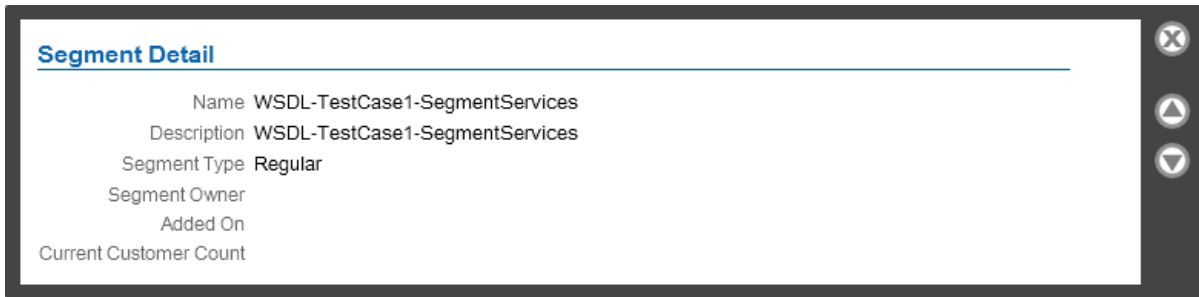 Segment Detail
Name WSDL-TestCase1-SegmentServices
Description WSDL-TestCase1-SegmentServices
Segment Type Regular
Segment Owner
Added On
Current Customer Count